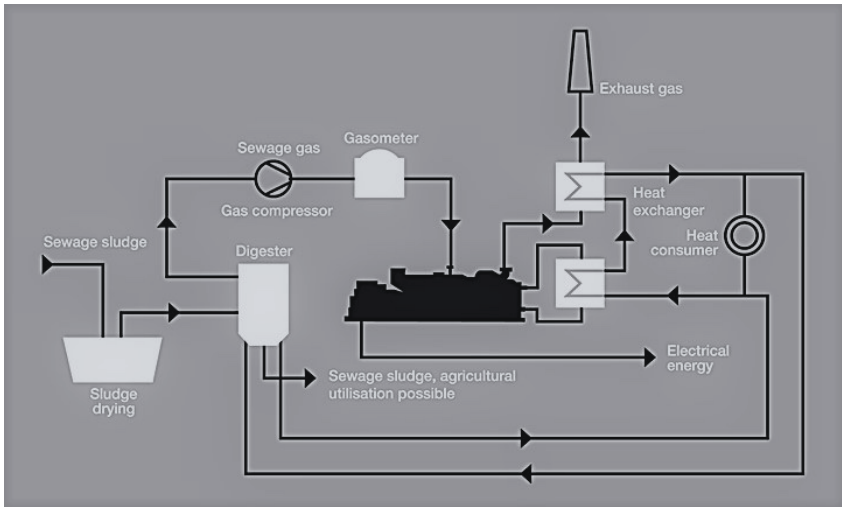 Exhaust gas
Gasometer
Sewage gas
Gas compressor
Heat
exchanger
Sewage sludge
Digester
Heat
consumer
Sludge
drying
Sewage sludge, agricultural
utilisation possible
Electrical
energy